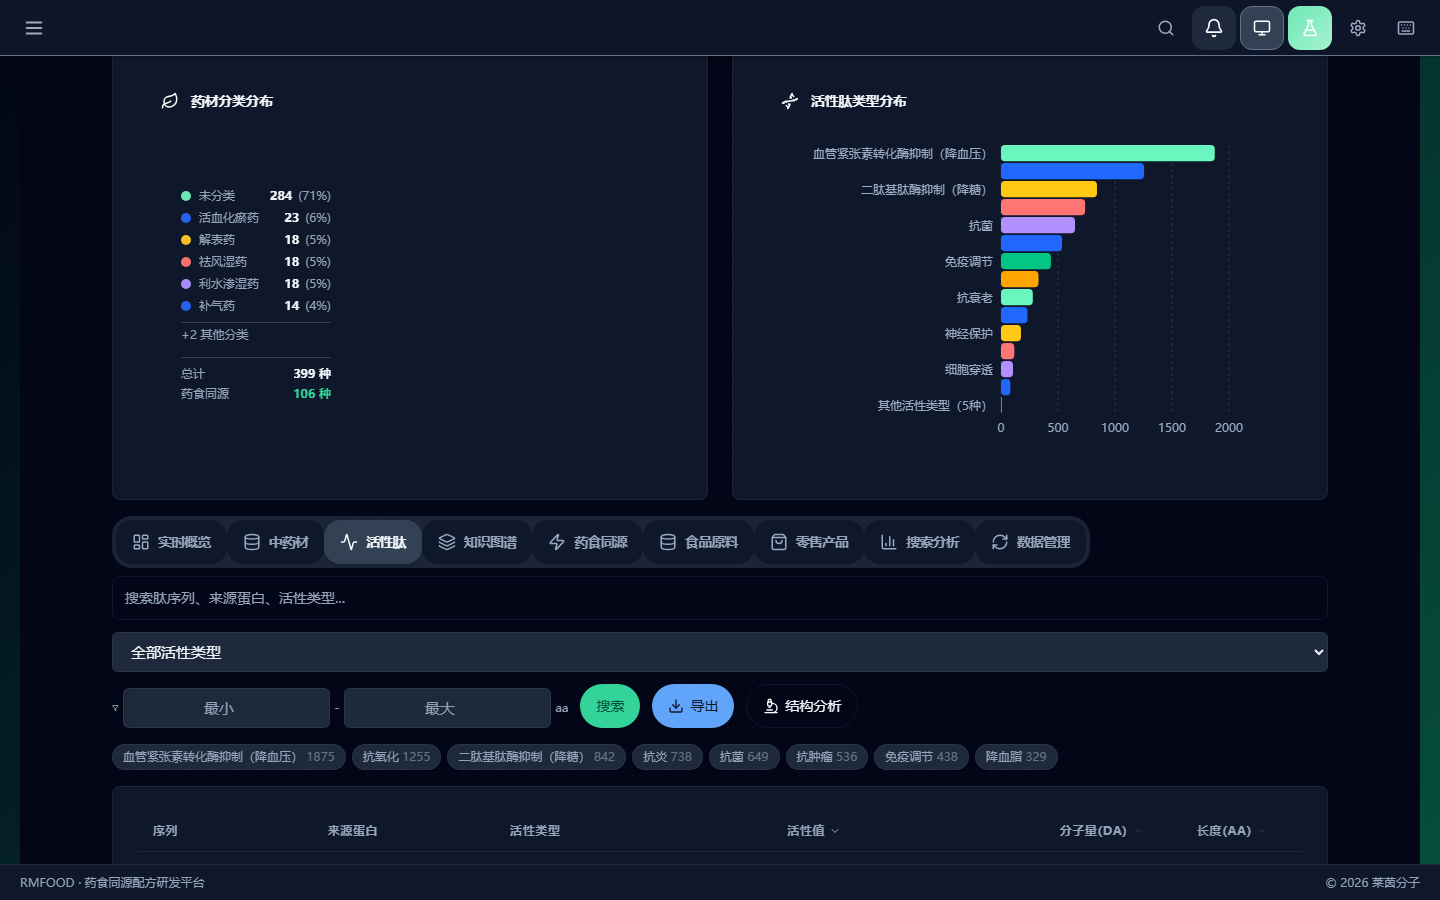 药材分类分布
未分类 284 (71%)
活血化瘀药 23 (6%)
解表药 18 (5%)
祛风湿药 18 (5%)
利水渗湿药 18 (5%)
补气药 14 (4%)
+2 其他分类
总计 399 种
药食同源 106 种
活性肽类型分布
血管紧张素转化酶抑制（降血压）
二肽基肽酶抑制（降糖）
抗菌
免疫调节
抗衰老
神经保护
细胞穿透
其他活性类型（5种）
0 500 1000 1500 2000
实时概览 中药材 活性肽 知识图谱 药食同源 食品原料 零售产品 搜索分析 数据管理
搜索肽序列、来源蛋白、活性类型...
全部活性类型
最小 - 最大 aa 搜索 导出 结构分析
血管紧张素转化酶抑制（降血压） 1875 抗氧化 1255 二肽基肽酶抑制（降糖） 842 抗炎 738 抗菌 649 抗肿瘤 536 免疫调节 438 降血脂 329
序列 来源蛋白 活性类型 活性值 分子量(DA) 长度(AA)
RMFOOD · 药食同源配方研发平台
© 2026 莱茵分子